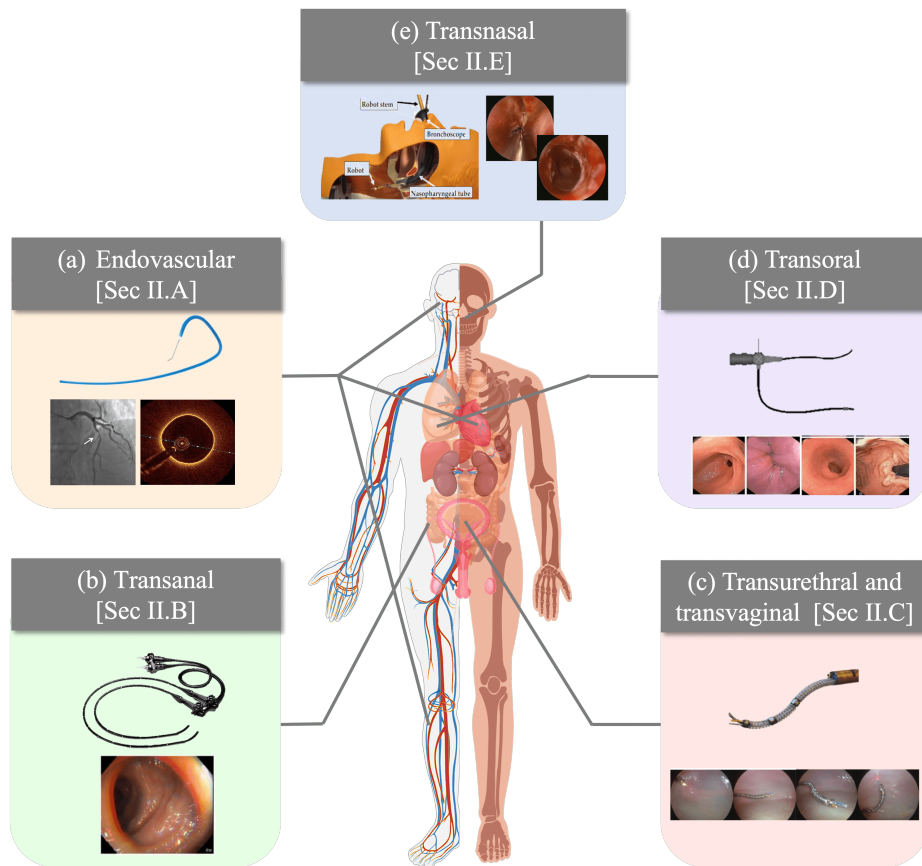 (e) Transnasal
[Sec II.E]
Robot stem
Bronchoscope
Robot
Nasopharyngeal tube
(a) Endovascular
[Sec II.A]
(d) Transoral
[Sec II.D]
(b) Transanal
[Sec II.B]
(c) Transurethral and
transvaginal [Sec II.C]